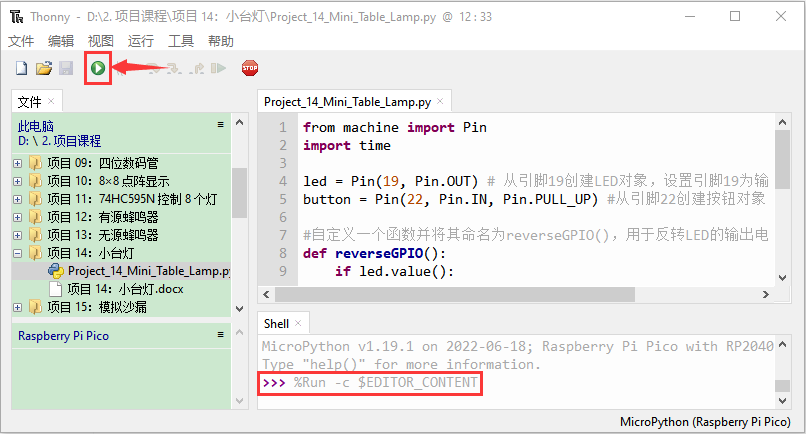 Thonny - D:\2. 项目课程\项目 14：小台灯\Project_14_Mini_Table_Lamp.py @ 12 : 33
文件 编辑 视图 运行 工具 帮助
STOP
文件 ×
此电脑
D: \ 2. 项目课程
项目 09：四位数码管
项目 10：8×8点阵显示
项目 11：74HC595N控制8个灯
项目 12：有源蜂鸣器
项目 13：无源蜂鸣器
项目 14：小台灯
Project_14_Mini_Table_Lamp.py
项目 14：小台灯.docx
项目 15：模拟沙漏
Raspberry Pi Pico
Project_14_Mini_Table_Lamp.py ×
1 from machine import Pin
2 import time
3
4 led = Pin(19, Pin.OUT) # 从引脚19创建LED对象，设置引脚19为输
5 button = Pin(22, Pin.IN, Pin.PULL_UP) #从引脚22创建按钮对象
6
7 #自定义一个函数并将其命名为reverseGPIO()，用于反转LED的输出电
8 def reverseGPIO():
9 if led.value():
Shell ×
MicroPython v1.19.1 on 2022-06-18; Raspberry Pi Pico with RP2040
Type "help()" for more information.
>>> %Run -c $EDITOR_CONTENT
MicroPython (Raspberry Pi Pico)